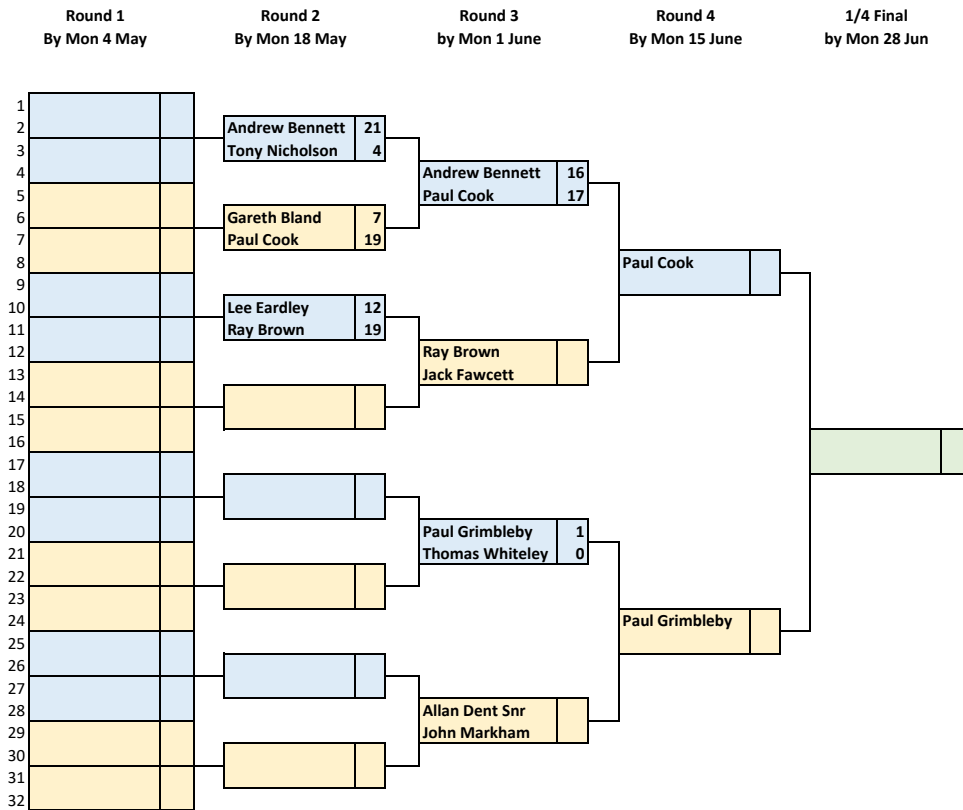 Round 1 Round 2 Round 3 Round 4 1/4 Final
By Mon 4 May By Mon 18 May by Mon 1 June By Mon 15 June by Mon 28 Jun
1
2 Andrew Bennett 21
3 Tony Nicholson 4
4 Andrew Bennett 16
5 Paul Cook 17
6 Gareth Bland 7
7 Paul Cook 19
8 Paul Cook
9
10 Lee Eardley 12
11 Ray Brown 19
12 Ray Brown
13 Jack Fawcett
14
15
16
17
18
19
20 Paul Grimbleby 1
21 Thomas Whiteley 0
22
23
24 Paul Grimbleby
25
26
27
28 Allan Dent Snr
29 John Markham
30
31
32